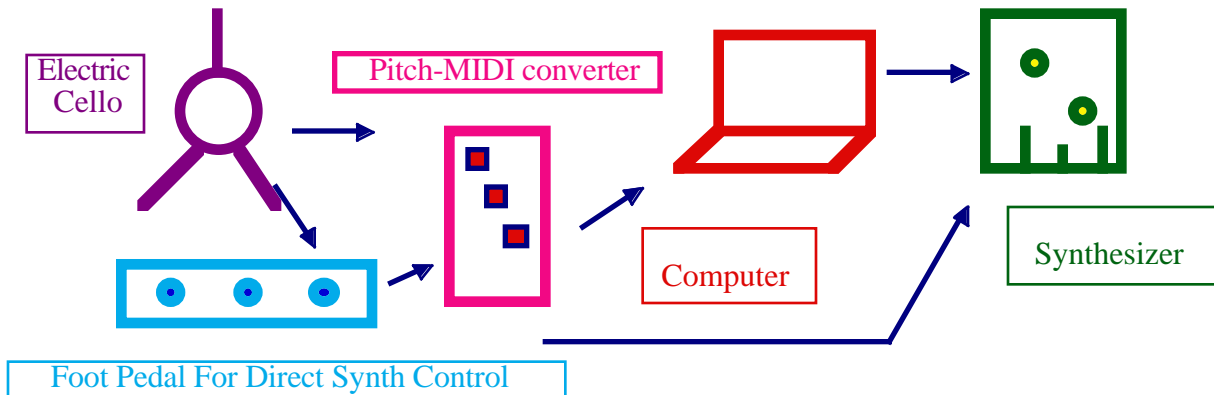 Electric
Cello
Pitch-MIDI converter
Computer
Synthesizer
Foot Pedal For Direct Synth Control